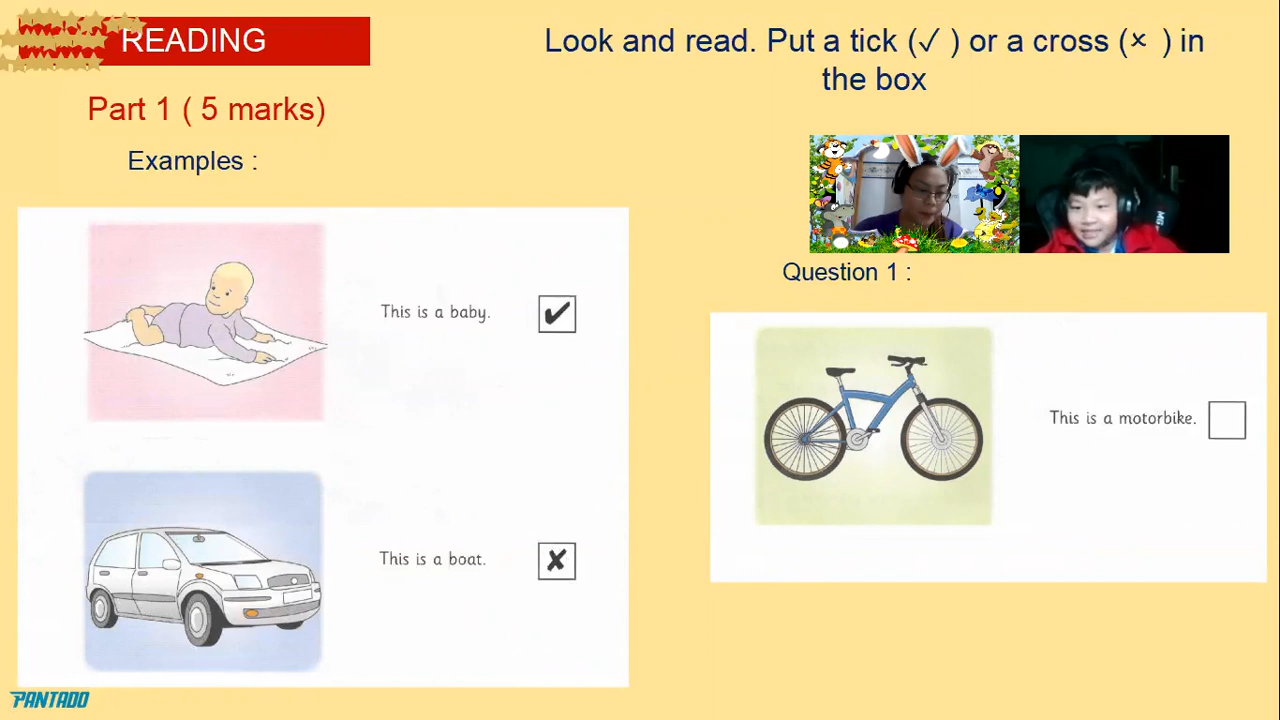 READING
Look and read. Put a tick (✓ ) or a cross (× ) in
the box
Part 1 ( 5 marks)
Examples :
This is a baby. ✔
This is a boat. ✘
Question 1 :
This is a motorbike.
PANTADO